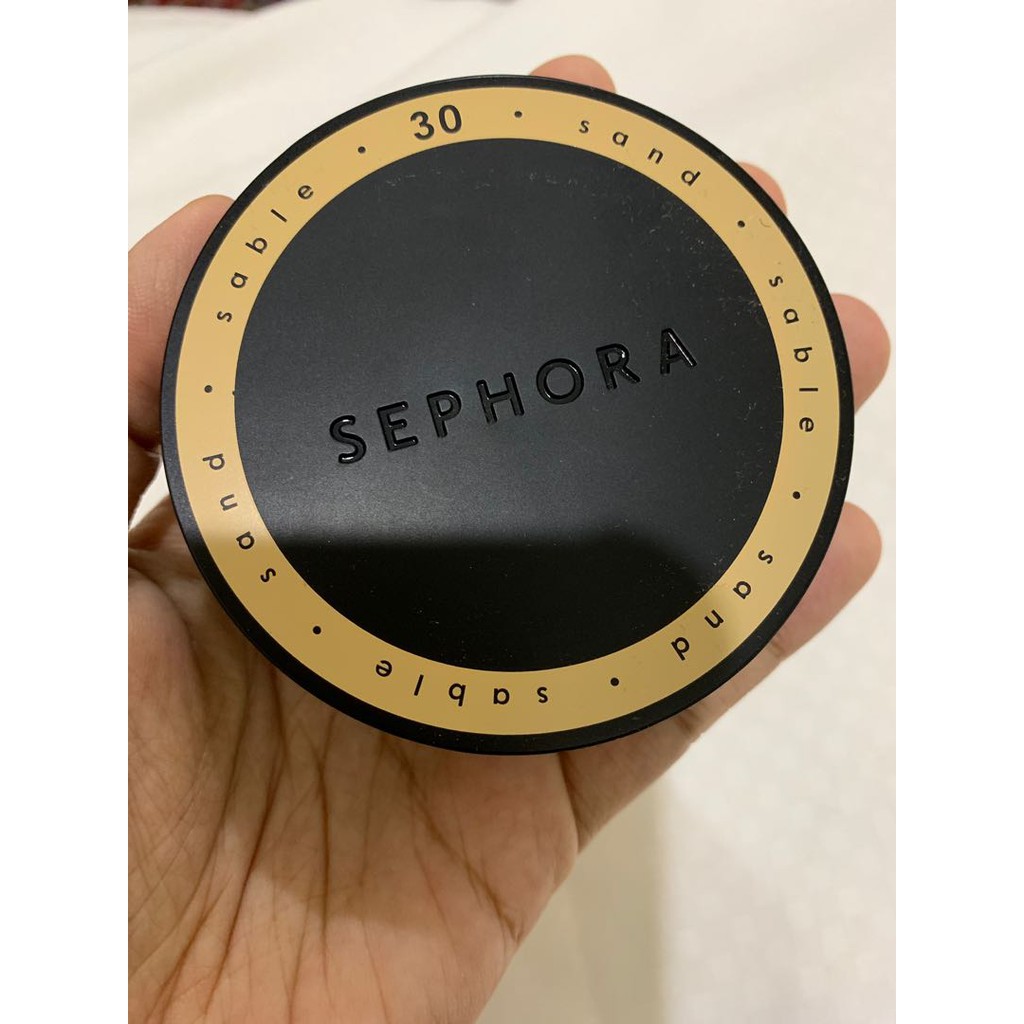 30 • sand • sable • sand • sable • sand • sable •
SEPHORA